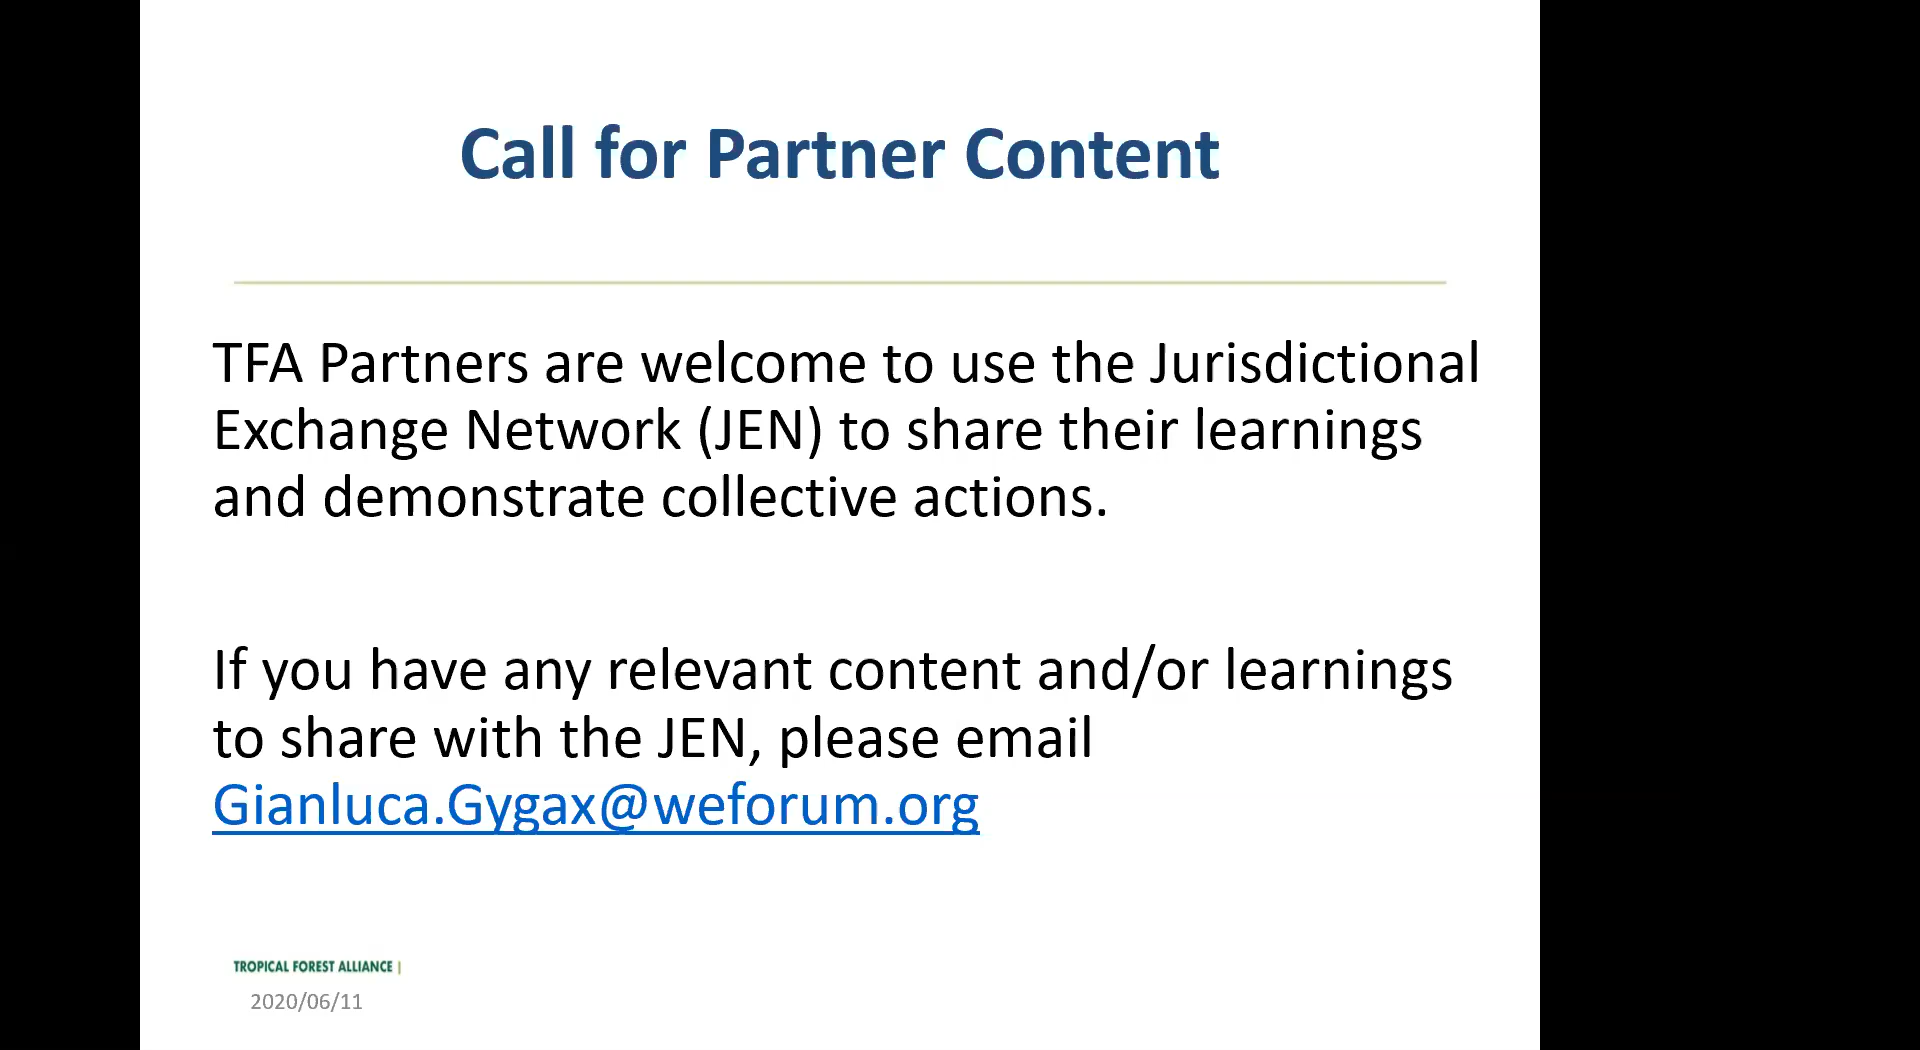 Call for Partner Content
TFA Partners are welcome to use the Jurisdictional
Exchange Network (JEN) to share their learnings
and demonstrate collective actions.
If you have any relevant content and/or learnings
to share with the JEN, please email
Gianluca.Gygax@weforum.org
TROPICAL FOREST ALLIANCE |
2020/06/11